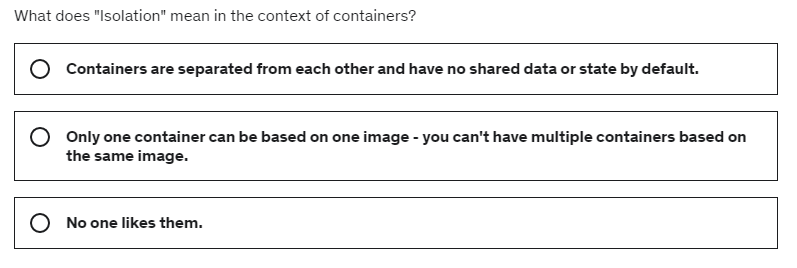 What does "Isolation" mean in the context of containers?
Containers are separated from each other and have no shared data or state by default.
Only one container can be based on one image - you can't have multiple containers based on
the same image.
No one likes them.